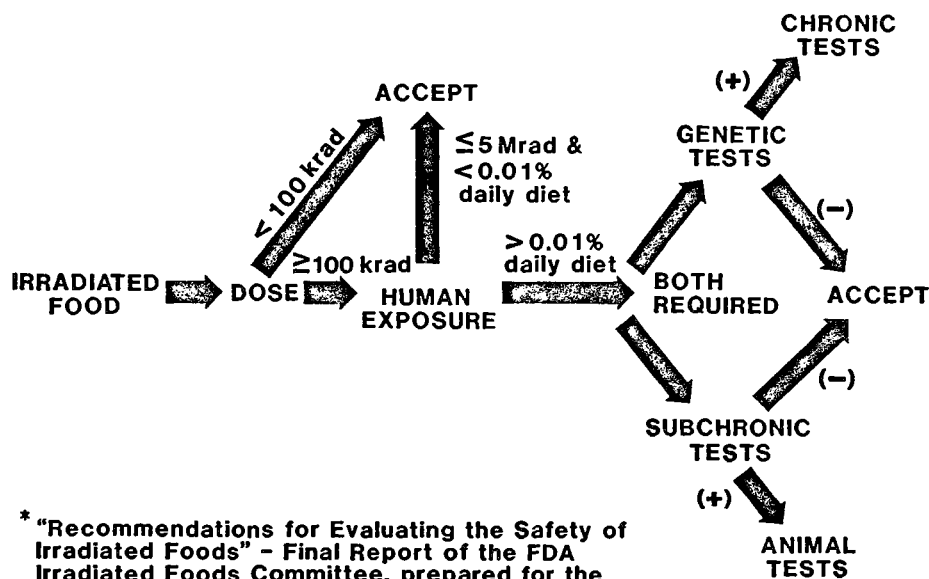 CHRONIC
TESTS
(+)
ACCEPT
GENETIC
TESTS
< 100 krad
≦5 Mrad &
<0.01%
daily diet
(−)
≧100 krad
>0.01%
daily diet
IRRADIATED
FOOD
DOSE
HUMAN
EXPOSURE
BOTH
REQUIRED
ACCEPT
(−)
SUBCHRONIC
TESTS
(+)
ANIMAL
TESTS
* "Recommendations for Evaluating the Safety of
Irradiated Foods" – Final Report of the FDA
Irradiated Foods Committee, prepared for the